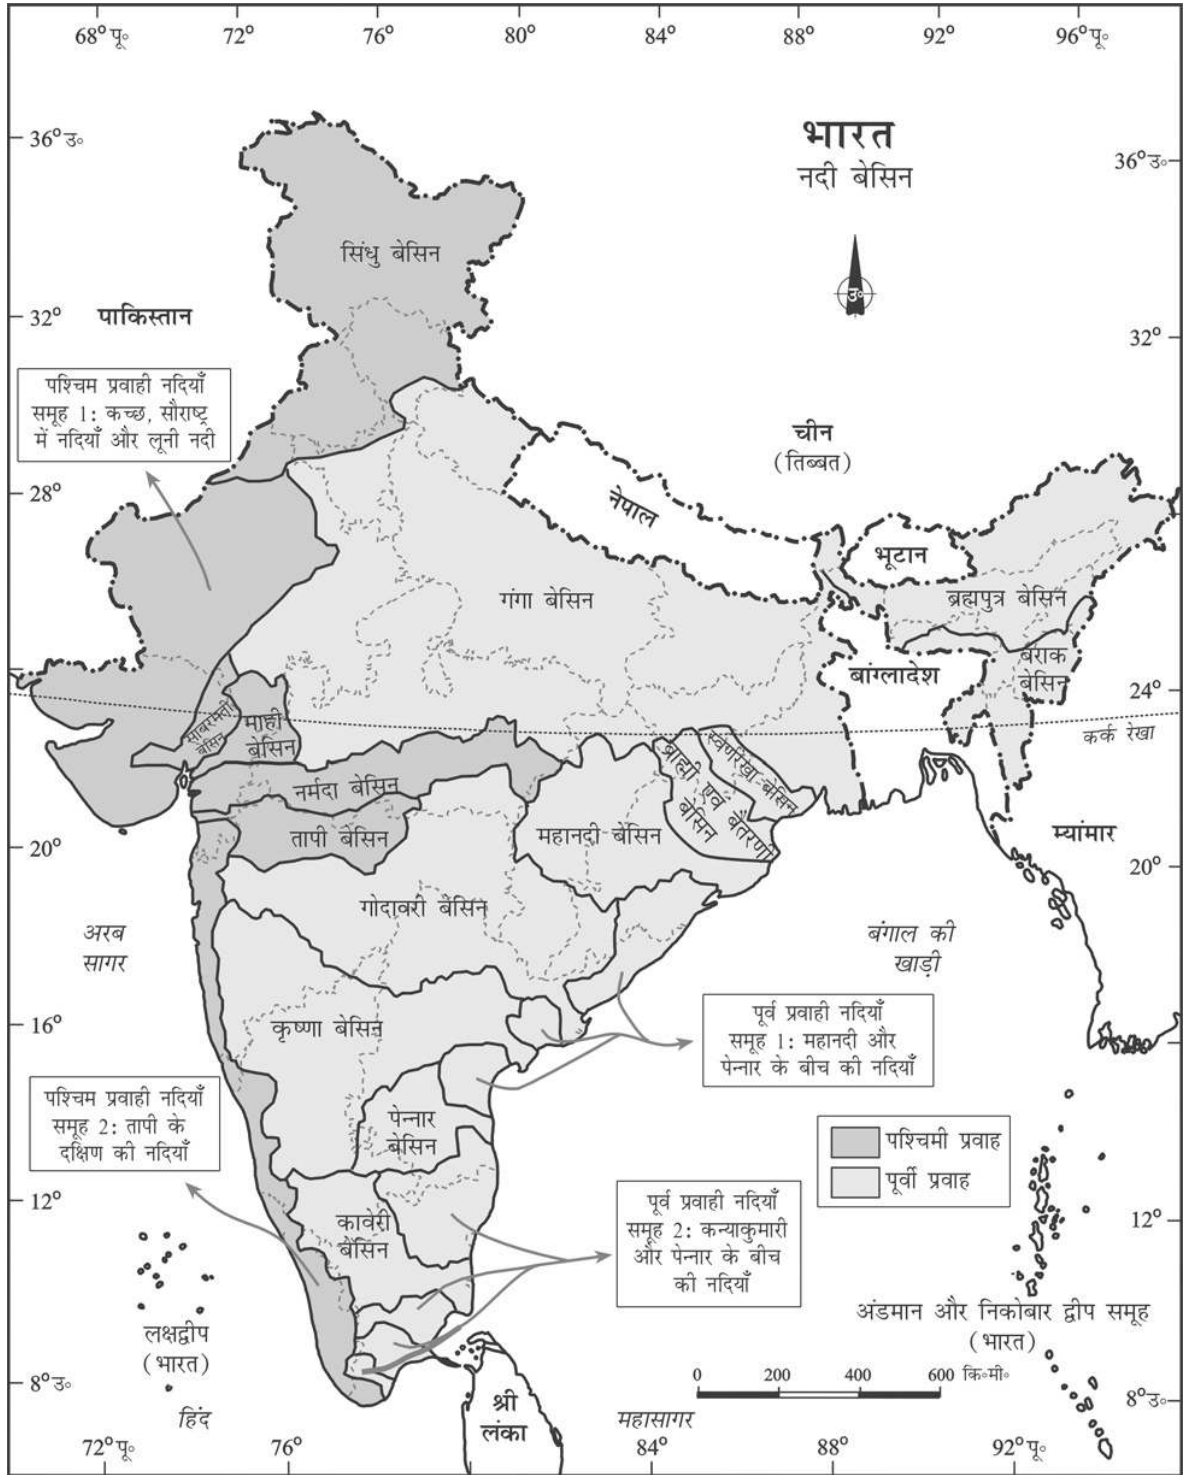 68°पू॰ 72° 76° 80° 84° 88° 92° 96°पू॰
36°उ॰
भारत
36°उ॰
नदी बेसिन
सिंधु बेसिन
उ॰
32°
पाकिस्तान
32°
पश्चिम प्रवाही नदियाँ
समूह 1: कच्छ, सौराष्ट्र
में नदियाँ और लूनी नदी
चीन
(तिब्बत)
28°
नेपाल
भूटान
गंगा बेसिन
ब्रह्मपुत्र बेसिन
बराक
बेसिन
बांग्लादेश
24°
साबरमती
बेसिन
माही
बेसिन
कर्क रेखा
स्वर्णरेखा बेसिन
ब्राह्मी एवं बैतरणी
बेसिन
नर्मदा बेसिन
तापी बेसिन
महानदी बेसिन
म्यांमार
20°
20°
गोदावरी बेसिन
अरब
सागर
बंगाल की
खाड़ी
16°
कृष्णा बेसिन
पूर्व प्रवाही नदियाँ
समूह 1: महानदी और
पेन्नार के बीच की नदियाँ
पश्चिम प्रवाही नदियाँ
समूह 2: तापी के
दक्षिण की नदियाँ
पेन्नार
बेसिन
पश्चिमी प्रवाह
पूर्वी प्रवाह
12°
12°
कावेरी
बेसिन
पूर्व प्रवाही नदियाँ
समूह 2: कन्याकुमारी
और पेन्नार के बीच
की नदियाँ
लक्षद्वीप
(भारत)
अंडमान और निकोबार द्वीप समूह
(भारत)
0 200 400 600 कि॰मी॰
8°उ॰
8°उ॰
श्री
लंका
हिंद
महासागर
72°पू॰ 76° 84° 88° 92°पू॰